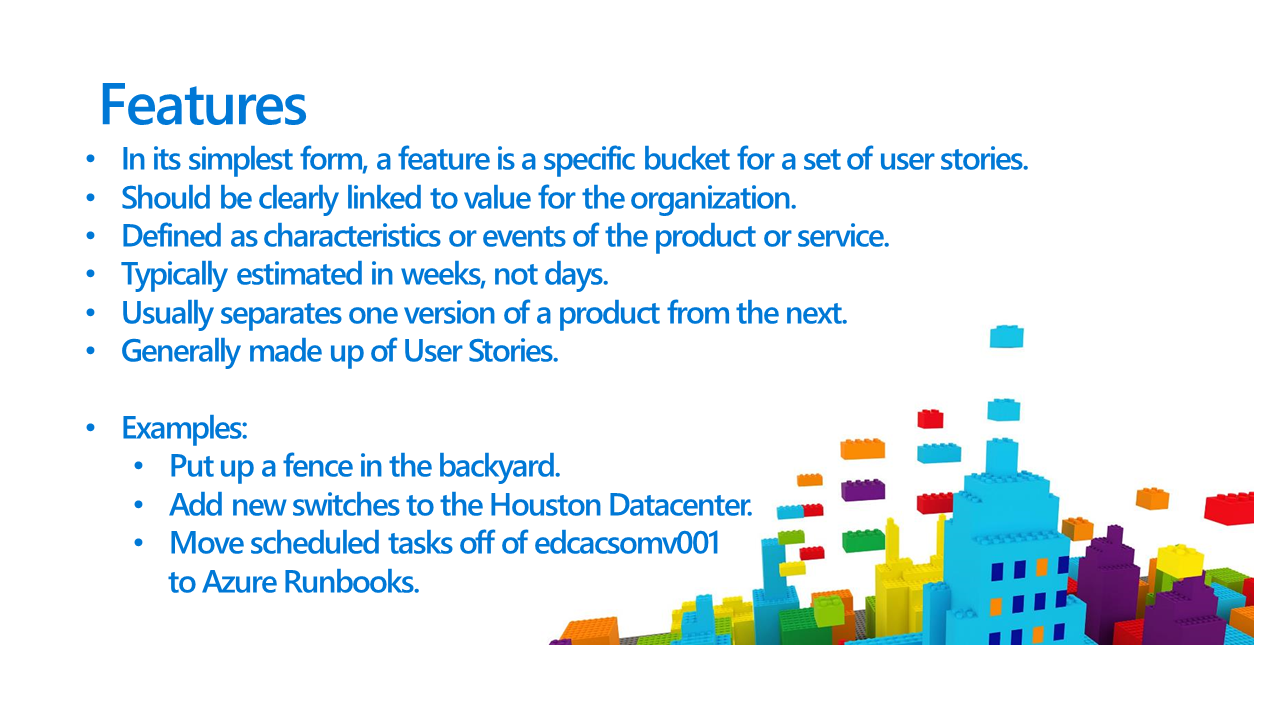 Features
• In its simplest form, a feature is a specific bucket for a set of user stories.
• Should be clearly linked to value for the organization.
• Defined as characteristics or events of the product or service.
• Typically estimated in weeks, not days.
• Usually separates one version of a product from the next.
• Generally made up of User Stories.
• Examples:
• Put up a fence in the backyard.
• Add new switches to the Houston Datacenter.
• Move scheduled tasks off of edcacsomv001
to Azure Runbooks.